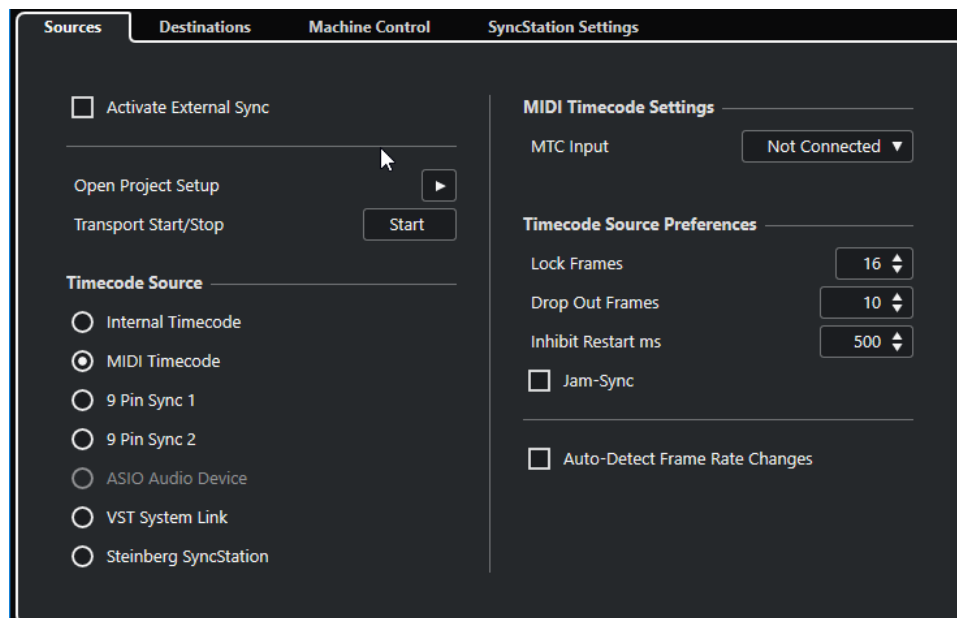 Sources Destinations Machine Control SyncStation Settings
Activate External Sync
Open Project Setup
Transport Start/Stop Start
Timecode Source
Internal Timecode
MIDI Timecode
9 Pin Sync 1
9 Pin Sync 2
ASIO Audio Device
VST System Link
Steinberg SyncStation
MIDI Timecode Settings
MTC Input Not Connected
Timecode Source Preferences
Lock Frames 16
Drop Out Frames 10
Inhibit Restart ms 500
Jam-Sync
Auto-Detect Frame Rate Changes